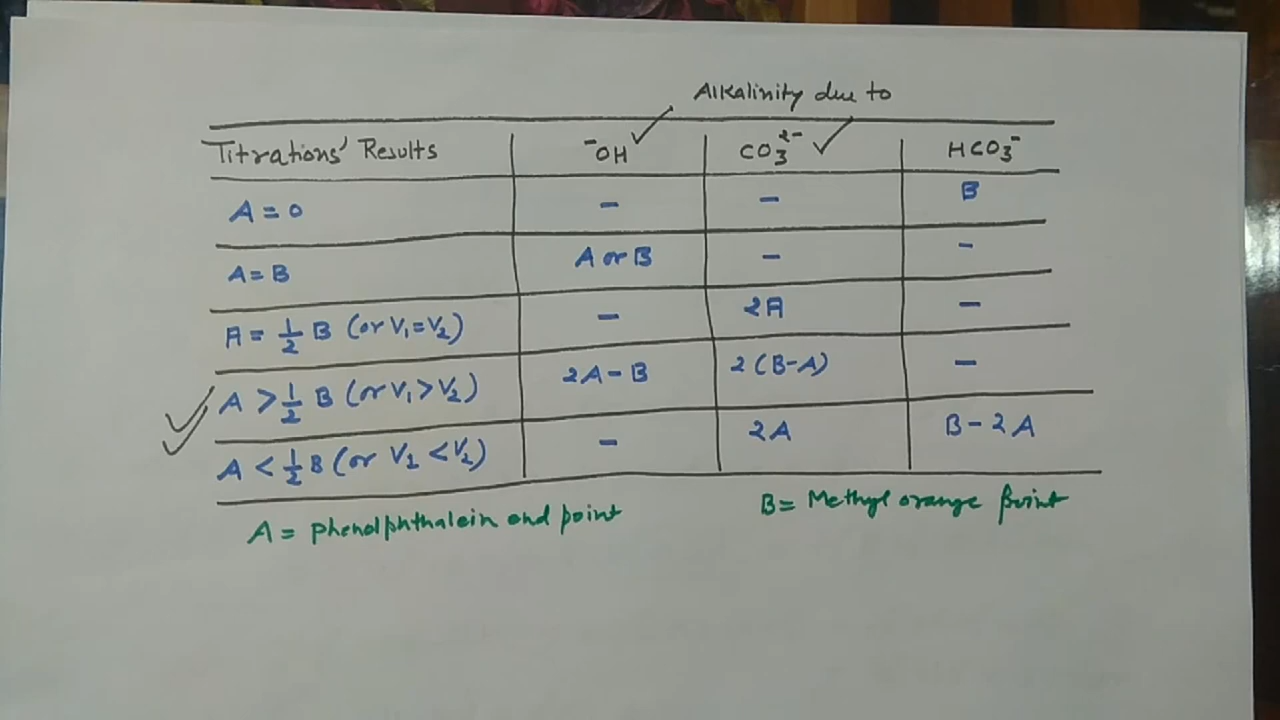 Alkalinity due to
Titrations' Results ⁻OH ✓ CO₃²⁻ ✓ HCO₃⁻
A = 0 - - B
A = B A or B - -
A = 1/2 B (or V₁ = V₂) - 2A -
A > 1/2 B (or V₁ > V₂) 2A - B 2(B-A) -
A < 1/2 B (or V₁ < V₂) - 2A B - 2A
A = Phenolphthalein end point B = Methyl orange point